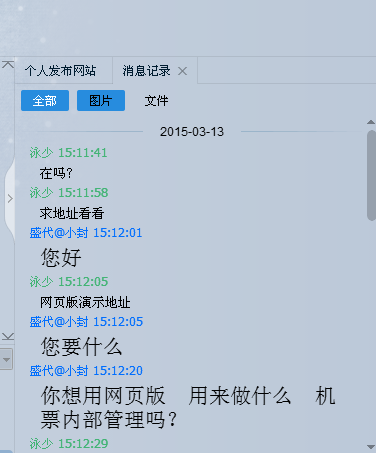 个人发布网站 消息记录
全部 图片 文件
2015-03-13
泳少 15:11:41
在吗?
泳少 15:11:58
求地址看看
盛代@小封 15:12:01
您好
泳少 15:12:05
网页版演示地址
盛代@小封 15:12:05
您要什么
盛代@小封 15:12:20
你想用网页版 用来做什么 机
票内部管理吗?
泳少 15:12:29